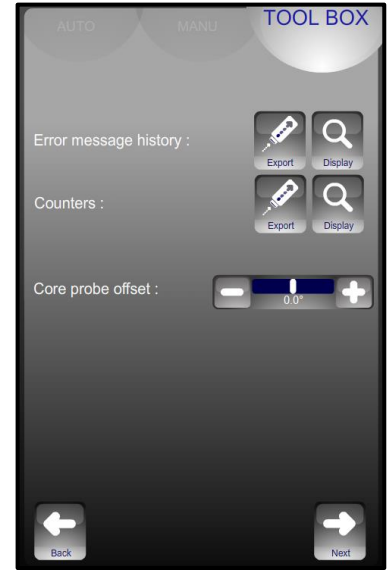 AUTO MANU TOOL BOX
Error message history :
Export Display
Counters :
Export Display
Core probe offset :
0.0°
Back Next